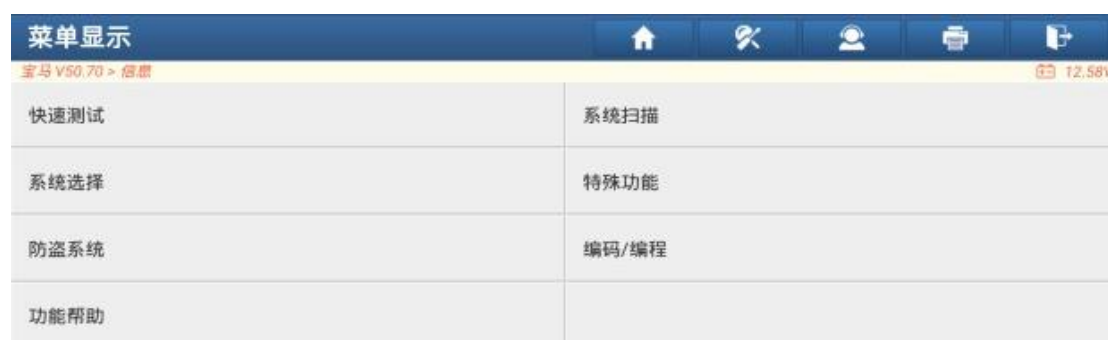 菜单显示
宝马 V50.70 > 信息
12.58V
快速测试
系统扫描
系统选择
特殊功能
防盗系统
编码/编程
功能帮助